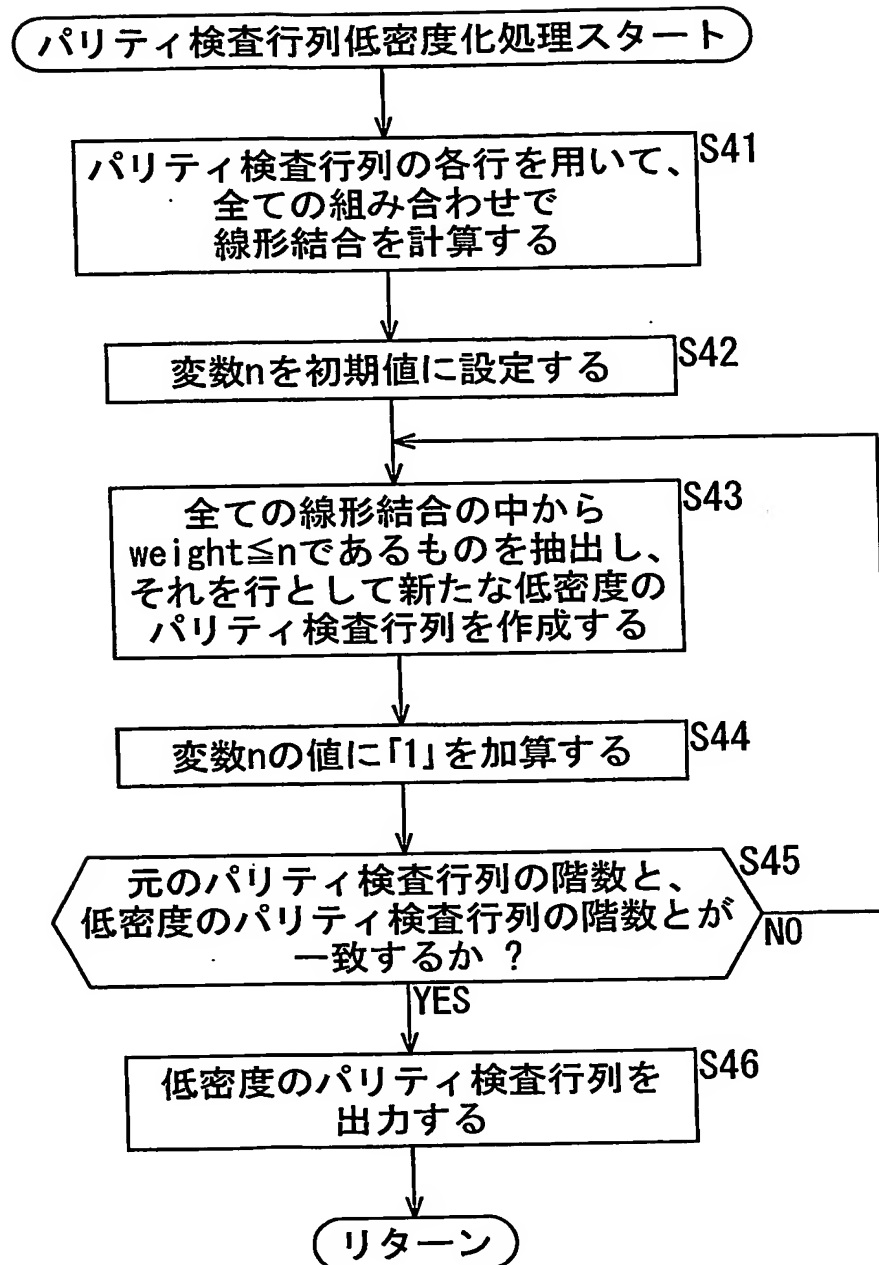 パリティ検査行列低密度化処理スタート
S41
パリティ検査行列の各行を用いて、
全ての組み合わせで
線形結合を計算する
S42
変数nを初期値に設定する
S43
全ての線形結合の中から
weight≦nであるものを抽出し、
それを行として新たな低密度の
パリティ検査行列を作成する
S44
変数nの値に「1」を加算する
S45
元のパリティ検査行列の階数と、
低密度のパリティ検査行列の階数とが
一致するか ?
NO
YES
S46
低密度のパリティ検査行列を
出力する
リターン